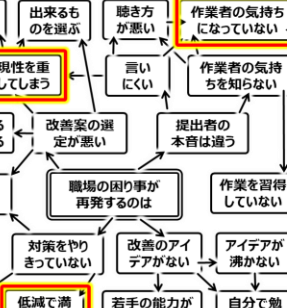 出来るも
のを選ぶ
聴き方
が悪い
作業者の気持ち
になっていない
現性を重
してしまう
言い
にくい
作業者の気持
ちを知らない
る
る
改善案の選
定が悪い
提出者の
本音は違う
職場の困り事が
再発するのは
作業を習得
していない
対策をやり
きっていない
改善のアイ
デアがない
アイデアが
沸かない
低減で満
若手の能力が
自分で勉